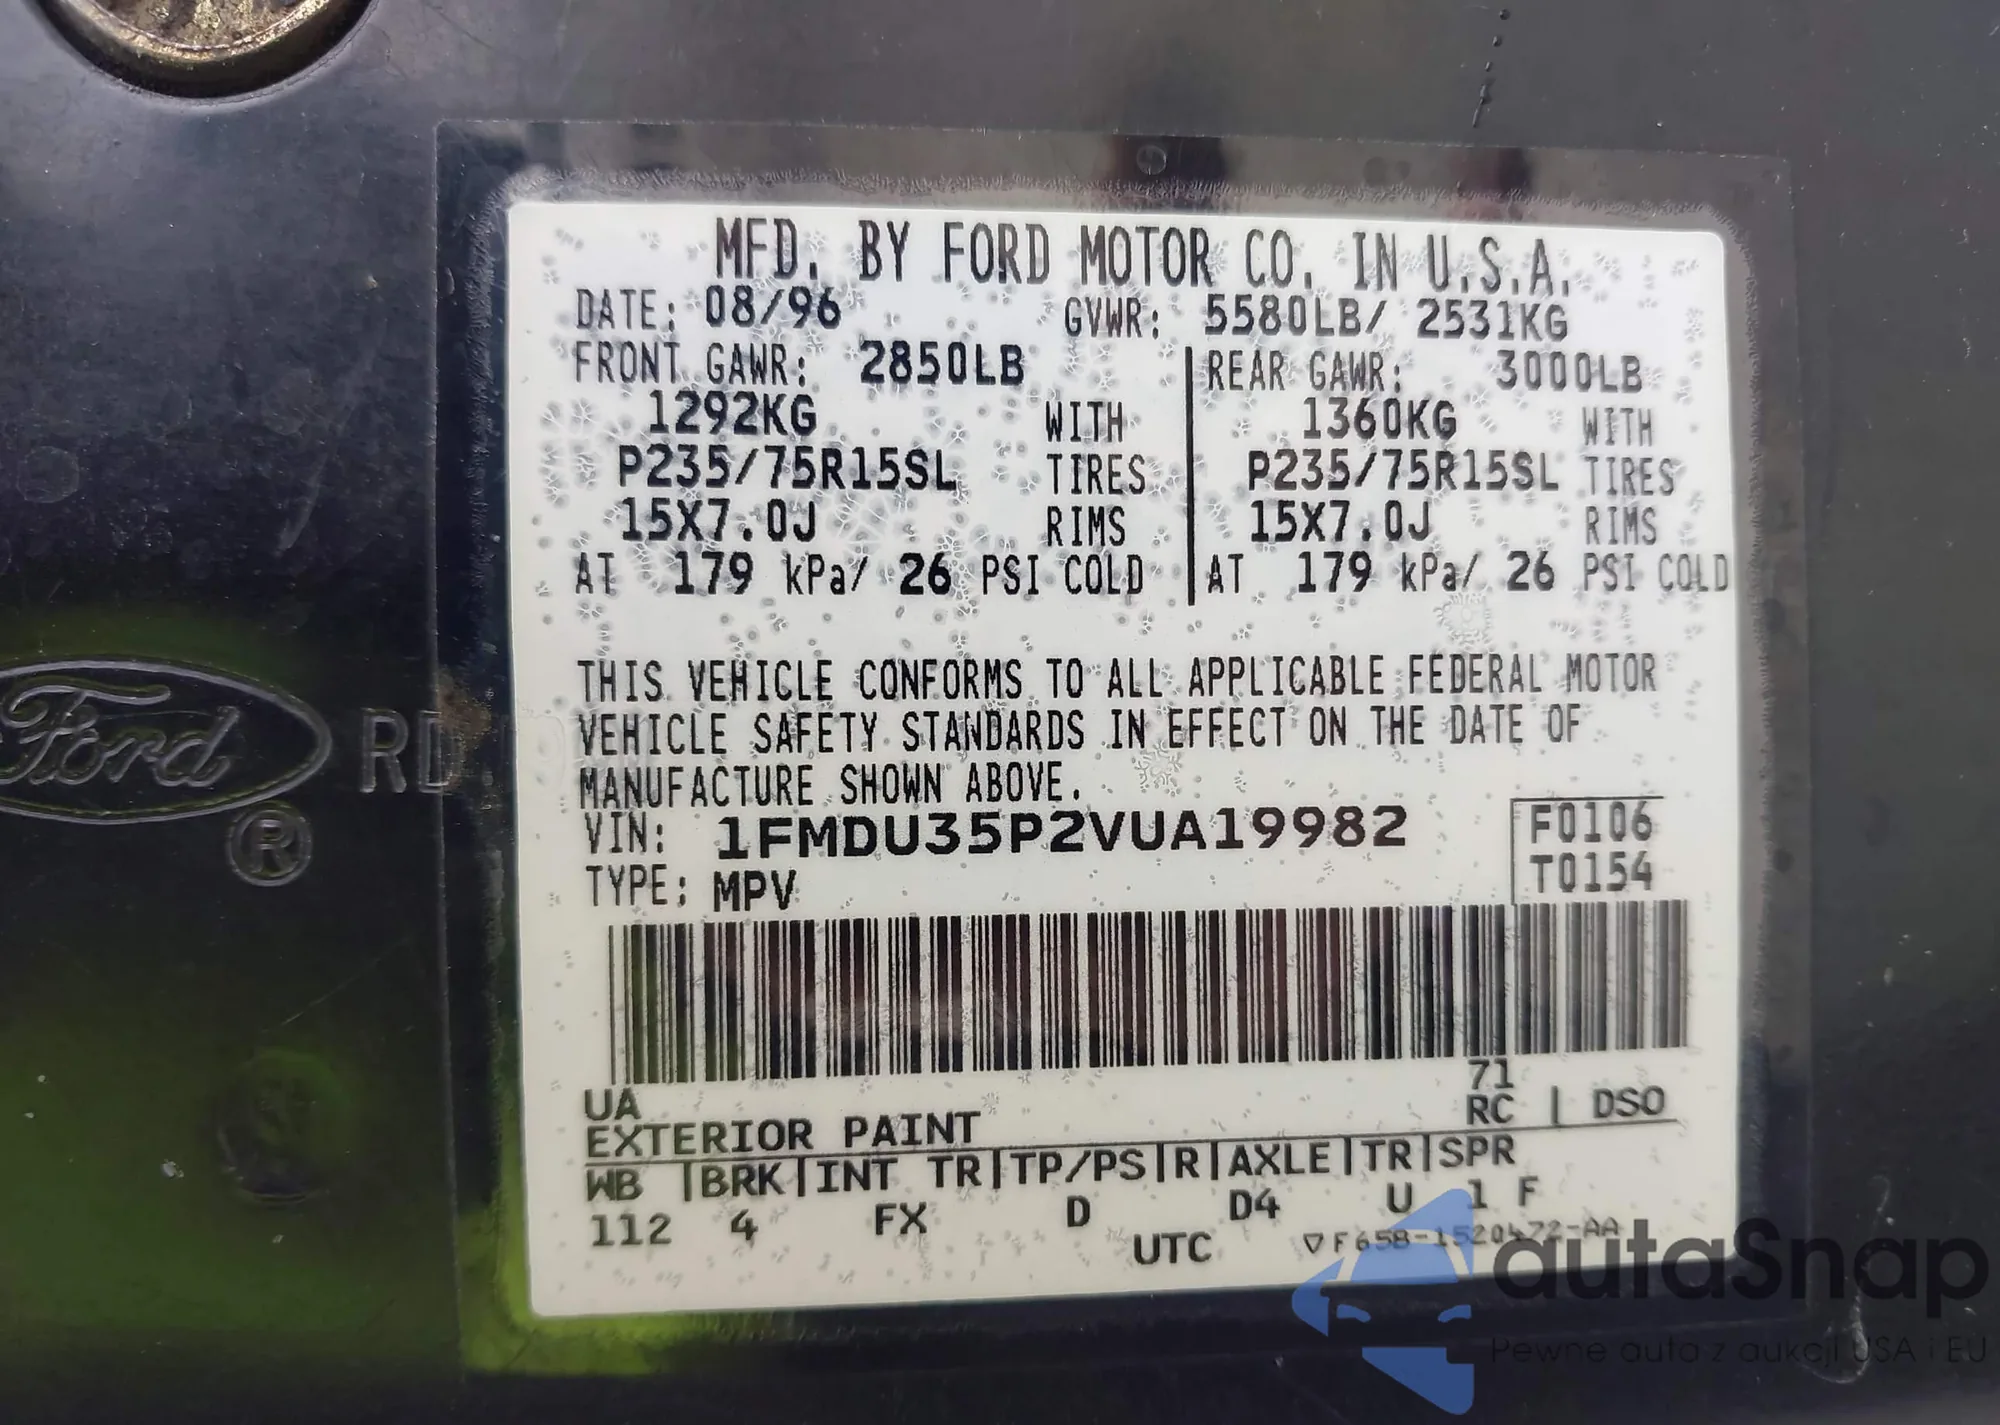 MFD. BY FORD MOTOR CO. IN U.S.A.
DATE: 08/96 GVWR: 5580LB/ 2531KG
FRONT GAWR: 2850LB REAR GAWR: 3000LB
1292KG WITH 1360KG WITH
P235/75R15SL TIRES P235/75R15SL TIRES
15X7.0J RIMS 15X7.0J RIMS
AT 179 kPa/ 26 PSI COLD AT 179 kPa/ 26 PSI COLD
THIS VEHICLE CONFORMS TO ALL APPLICABLE FEDERAL MOTOR
VEHICLE SAFETY STANDARDS IN EFFECT ON THE DATE OF
MANUFACTURE SHOWN ABOVE.
VIN: 1FMDU35P2VUA19982 F0106
TYPE: MPV T0154
71
UA RC | DSO
EXTERIOR PAINT
WB |BRK|INT TR|TP/PS|R|AXLE|TR|SPR
112 4 FX D D4 U 1 F
UTC ▽F65B-1520472-AA
Ford ® RD
autaSnap
Pewne auta z aukcji USA i EU